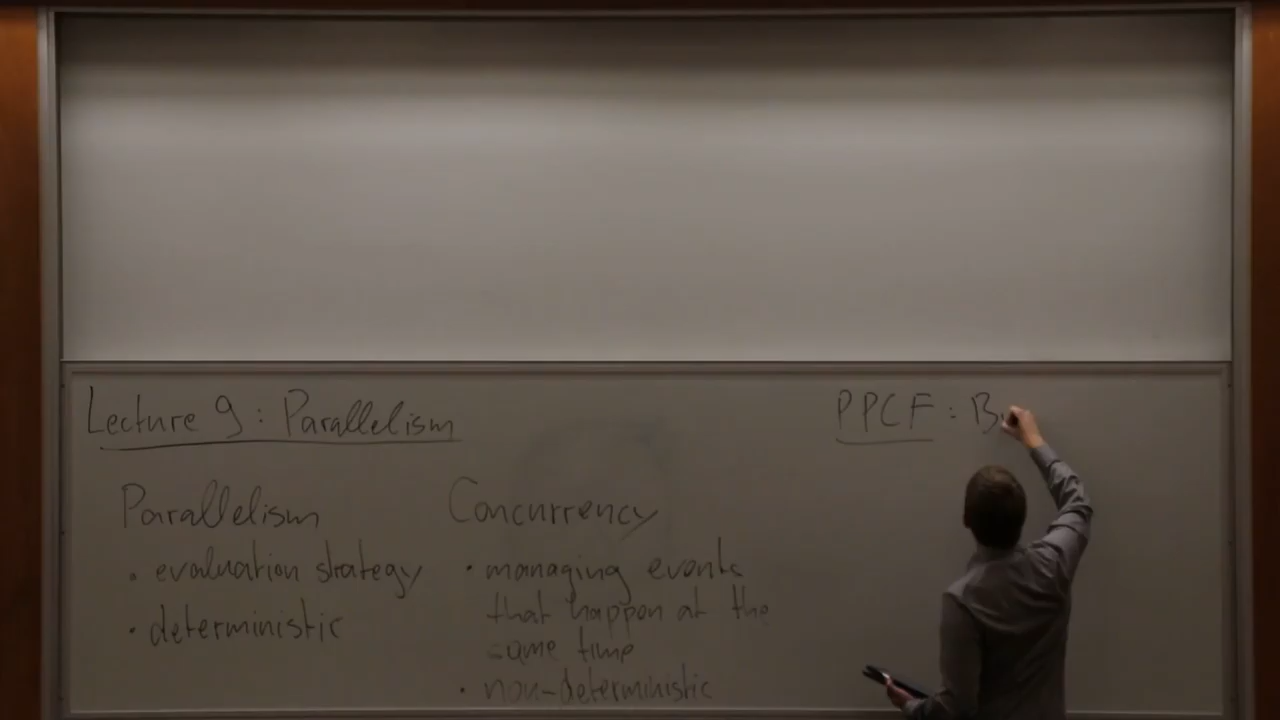 Lecture 9 : Parallelism
Parallelism
• evaluation strategy
• deterministic
Concurrency
• managing events
that happen at the
same time
• non-deterministic
PPCF :